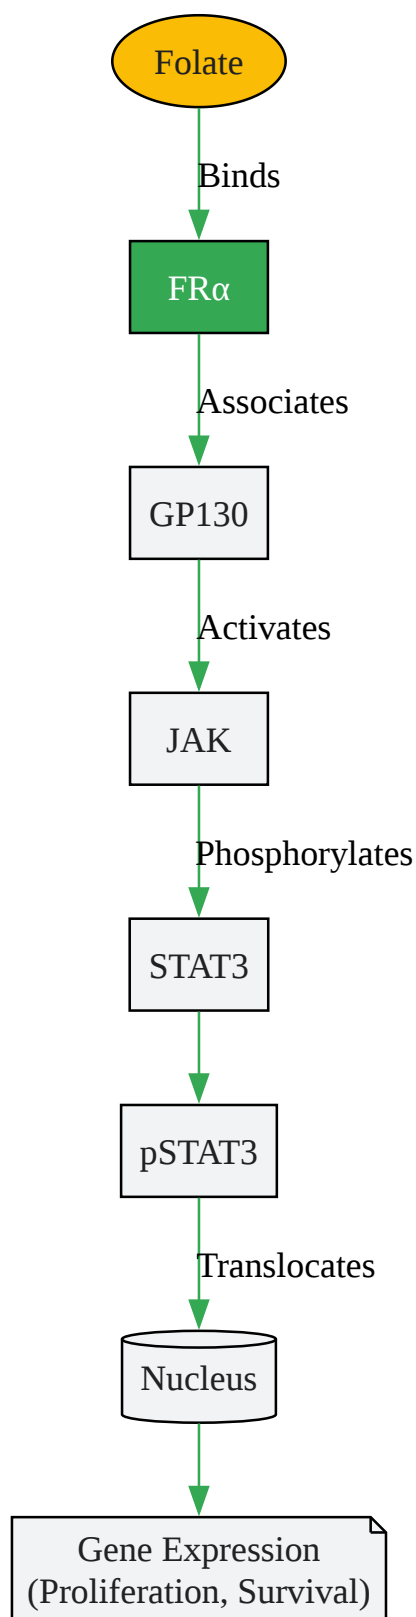 Folate
Binds
FRα
Associates
GP130
Activates
JAK
Phosphorylates
STAT3
pSTAT3
Translocates
Nucleus
Gene Expression
(Proliferation, Survival)